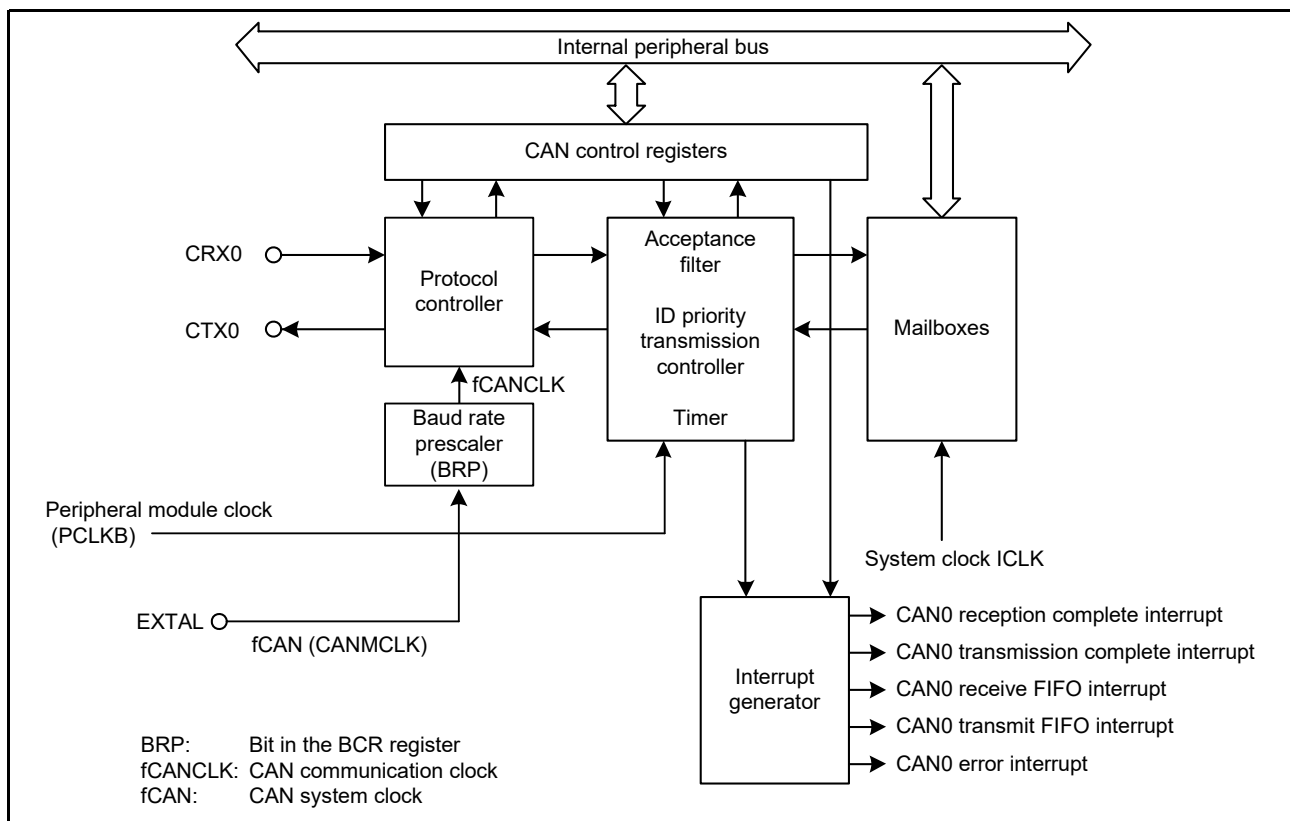 Internal peripheral bus
CAN control registers
CRX0
CTX0
Protocol
controller
Acceptance
filter
ID priority
transmission
controller
Timer
Mailboxes
fCANCLK
Baud rate
prescaler
(BRP)
Peripheral module clock
(PCLKB)
System clock ICLK
EXTAL
fCAN (CANMCLK)
Interrupt
generator
CAN0 reception complete interrupt
CAN0 transmission complete interrupt
CAN0 receive FIFO interrupt
CAN0 transmit FIFO interrupt
CAN0 error interrupt
BRP: Bit in the BCR register
fCANCLK: CAN communication clock
fCAN: CAN system clock